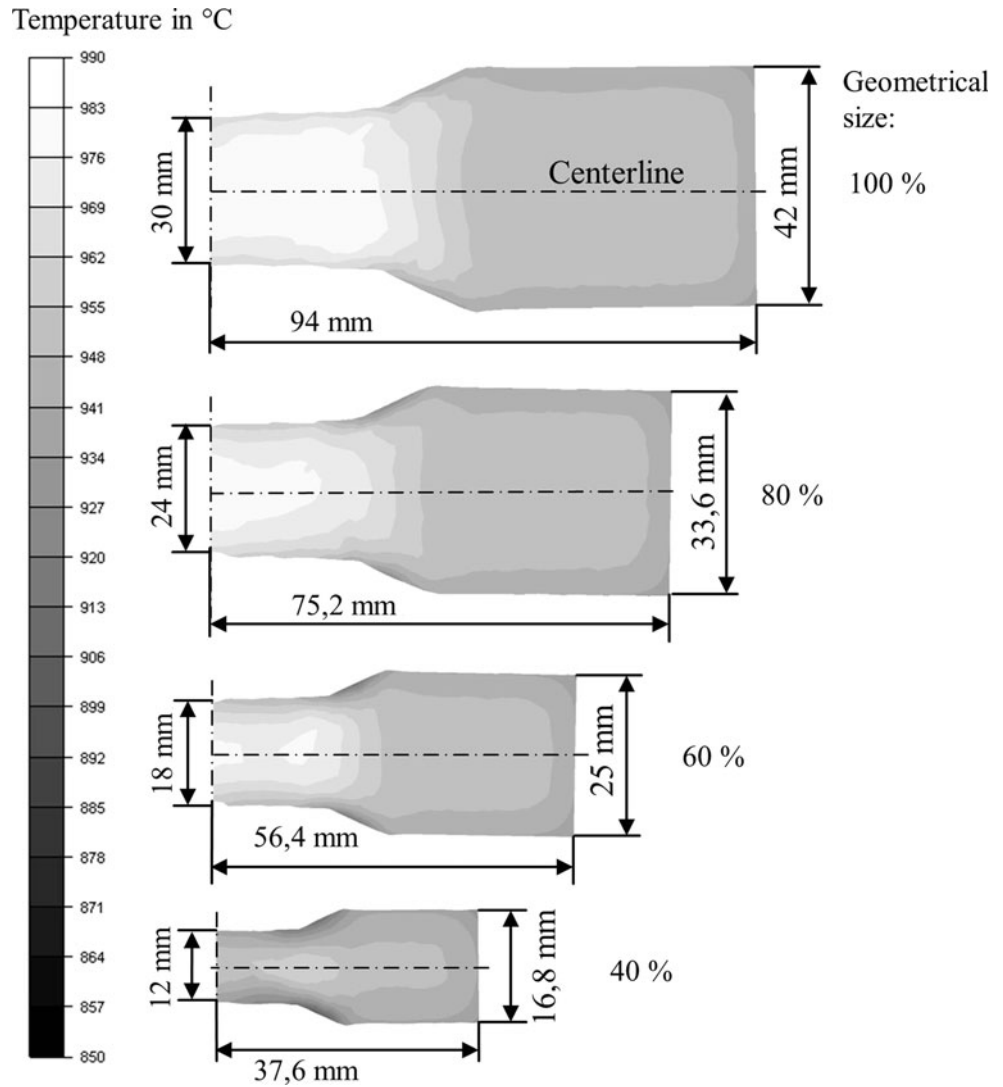 Temperature in °C
990
983
976
969
962
955
948
941
934
927
920
913
906
899
892
885
878
871
864
857
850
Geometrical
size:
30 mm
Centerline
42 mm
100 %
94 mm
24 mm
33,6 mm
80 %
75,2 mm
18 mm
25 mm
60 %
56,4 mm
12 mm
16,8 mm
40 %
37,6 mm